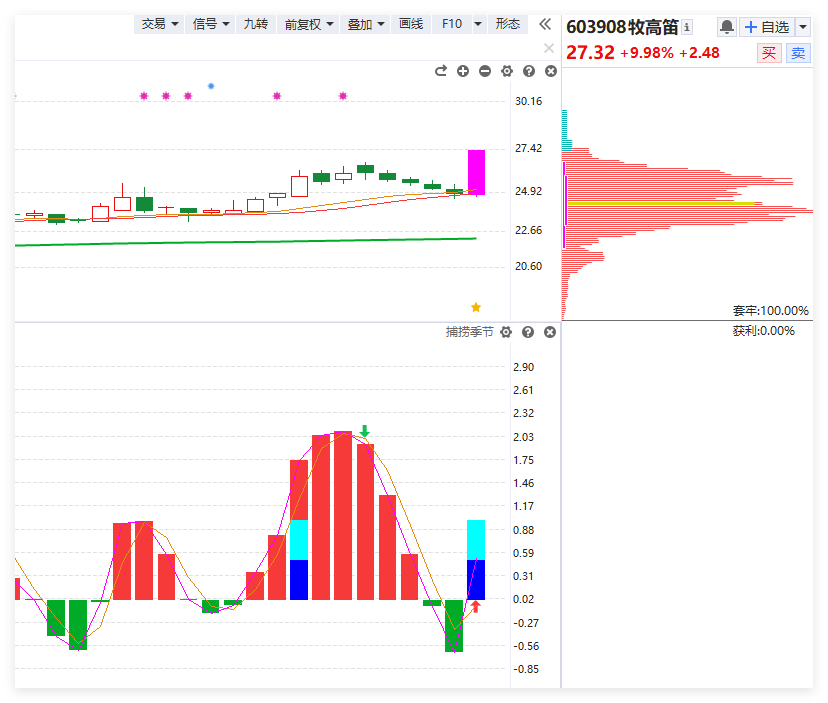 交易 信号 九转 前复权 叠加 画线 F10 形态
603908牧高笛 i
自选
27.32 +9.98% +2.48
买 卖
30.16
27.42
24.92
22.66
20.60
套牢:100.00%
获利:0.00%
捕捞季节
2.90
2.61
2.32
2.03
1.75
1.46
1.17
0.88
0.59
0.31
0.02
-0.27
-0.56
-0.85